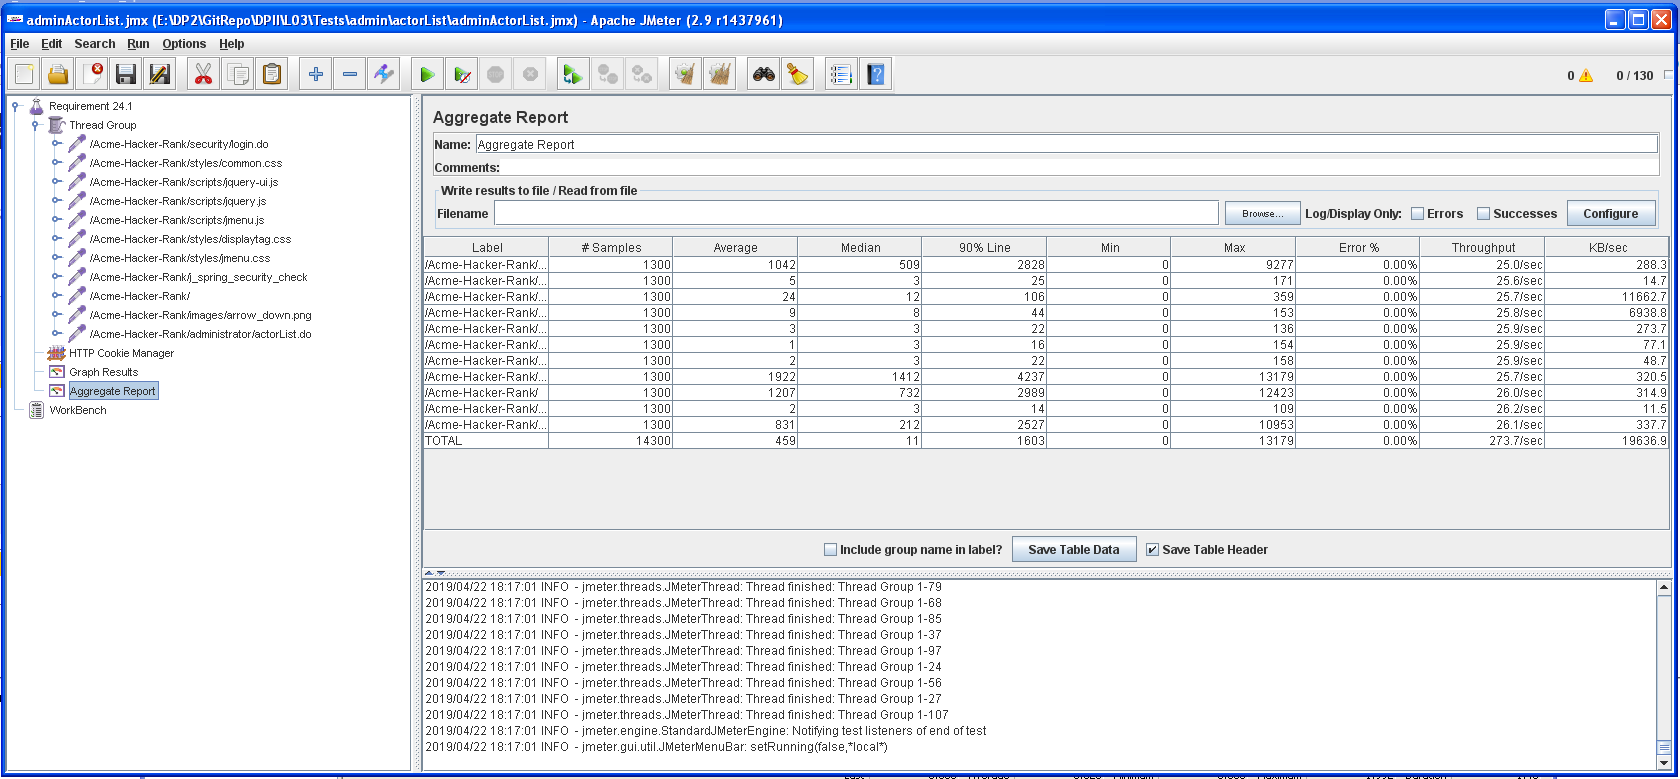 adminActorList.jmx (E:\DP2\GitRepo\DPII\L03\Tests\admin\actorList\adminActorList.jmx) - Apache JMeter (2.9 r1437961)
File Edit Search Run Options Help
0 0 / 130
Requirement 24.1
Thread Group
/Acme-Hacker-Rank/security/login.do
/Acme-Hacker-Rank/styles/common.css
/Acme-Hacker-Rank/scripts/jquery-ui.js
/Acme-Hacker-Rank/scripts/jquery.js
/Acme-Hacker-Rank/scripts/jmenu.js
/Acme-Hacker-Rank/styles/displaytag.css
/Acme-Hacker-Rank/styles/jmenu.css
/Acme-Hacker-Rank/j_spring_security_check
/Acme-Hacker-Rank/
/Acme-Hacker-Rank/images/arrow_down.png
/Acme-Hacker-Rank/administrator/actorList.do
HTTP Cookie Manager
Graph Results
Aggregate Report
WorkBench
Aggregate Report
Name: Aggregate Report
Comments:
Write results to file / Read from file
Filename Browse... Log/Display Only: Errors Successes Configure
Label # Samples Average Median 90% Line Min Max Error % Throughput KB/sec
/Acme-Hacker-Rank/... 1300 1042 509 2828 0 9277 0.00% 25.0/sec 288.3
/Acme-Hacker-Rank/... 1300 5 3 25 0 171 0.00% 25.6/sec 14.7
/Acme-Hacker-Rank/... 1300 24 12 106 0 359 0.00% 25.7/sec 11662.7
/Acme-Hacker-Rank/... 1300 9 8 44 0 153 0.00% 25.8/sec 6938.8
/Acme-Hacker-Rank/... 1300 3 3 22 0 136 0.00% 25.9/sec 273.7
/Acme-Hacker-Rank/... 1300 1 3 16 0 154 0.00% 25.9/sec 77.1
/Acme-Hacker-Rank/... 1300 2 3 22 0 158 0.00% 25.9/sec 48.7
/Acme-Hacker-Rank/... 1300 1922 1412 4237 0 13179 0.00% 25.7/sec 320.5
/Acme-Hacker-Rank/ 1300 1207 732 2989 0 12423 0.00% 26.0/sec 314.9
/Acme-Hacker-Rank/... 1300 2 3 14 0 109 0.00% 26.2/sec 11.5
/Acme-Hacker-Rank/... 1300 831 212 2527 0 10953 0.00% 26.1/sec 337.7
TOTAL 14300 459 11 1603 0 13179 0.00% 273.7/sec 19636.9
Include group name in label? Save Table Data Save Table Header
2019/04/22 18:17:01 INFO - jmeter.threads.JMeterThread: Thread finished: Thread Group 1-79
2019/04/22 18:17:01 INFO - jmeter.threads.JMeterThread: Thread finished: Thread Group 1-68
2019/04/22 18:17:01 INFO - jmeter.threads.JMeterThread: Thread finished: Thread Group 1-85
2019/04/22 18:17:01 INFO - jmeter.threads.JMeterThread: Thread finished: Thread Group 1-37
2019/04/22 18:17:01 INFO - jmeter.threads.JMeterThread: Thread finished: Thread Group 1-97
2019/04/22 18:17:01 INFO - jmeter.threads.JMeterThread: Thread finished: Thread Group 1-24
2019/04/22 18:17:01 INFO - jmeter.threads.JMeterThread: Thread finished: Thread Group 1-56
2019/04/22 18:17:01 INFO - jmeter.threads.JMeterThread: Thread finished: Thread Group 1-27
2019/04/22 18:17:01 INFO - jmeter.threads.JMeterThread: Thread finished: Thread Group 1-107
2019/04/22 18:17:01 INFO - jmeter.engine.StandardJMeterEngine: Notifying test listeners of end of test
2019/04/22 18:17:01 INFO - jmeter.gui.util.JMeterMenuBar: setRunning(false,*local*)